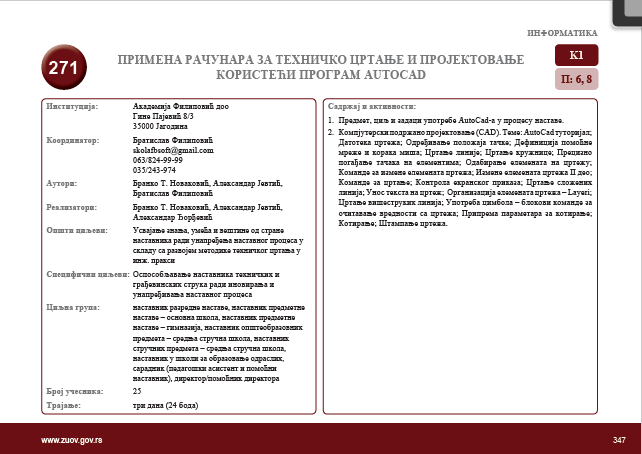 ИНФОРМАТИКА
271
ПРИМЕНА РАЧУНАРА ЗА ТЕХНИЧКО ЦРТАЊЕ И ПРОЈЕКТОВАЊЕ
КОРИСТЕЋИ ПРОГРАМ AUTOCAD
К1
П: 6, 8
Институција:
Академија Филиповић доо
Гине Пајевић 8/3
35000 Јагодина
Координатор:
Братислав Филиповић
skolafbsoft@gmail.com
063/824-99-99
035/243-974
Аутори:
Бранко Т. Новаковић, Александар Јевтић,
Братислав Филиповић
Реализатори:
Бранко Т. Новаковић, Александар Јевтић,
Александар Ђорђевић
Општи циљеви:
Усвајање знања, умећа и вештине од стране
наставника ради унапређења наставног процеса у
складу са развојем методике техничког цртања у
инж. пракси
Специфични циљеви:
Оспособљавање наставника техничких и
грађевинских струка ради иновирања и
унапређивања наставног процеса
Циљна група:
наставник разредне наставе, наставник предметне
наставе – основна школа, наставник предметне
наставе – гимназија, наставник општеобразовних
предмета – средња стручна школа, наставник
стручних предмета – средња стручна школа,
наставник у школи за образовање одраслих,
сарадник (педагошки асистент и помоћни
наставник), директор/помоћник директора
Број учесника:
25
Трајање:
три дана (24 бода)
Садржај и активности:
1. Предмет, циљ и задаци употребе AutoCad-а у процесу наставе.
2. Компјутерски подржано пројектовање (CAD). Теме: AutoCad туторијал;
Датотека цртежа; Одређивање положаја тачке; Дефиниција помоћне
мреже и корака миша; Цртање линије; Цртање кружнице; Прецизно
погађање тачака на елементима; Одабирање елемената на цртежу;
Команде за измене елемената цртежа; Измене елемената цртежа II део;
Команде за цртање; Контрола екранског приказа; Цртање сложених
линија; Унос текста на цртеж; Организација елемената цртежа – Layeri;
Цртање вишеструких линија; Употреба цимбола – блокови команде за
очитавање вредности са цртежа; Припрема параметара за котирање;
Котирање; Штампање цртежа.
www.zuov.gov.rs
347